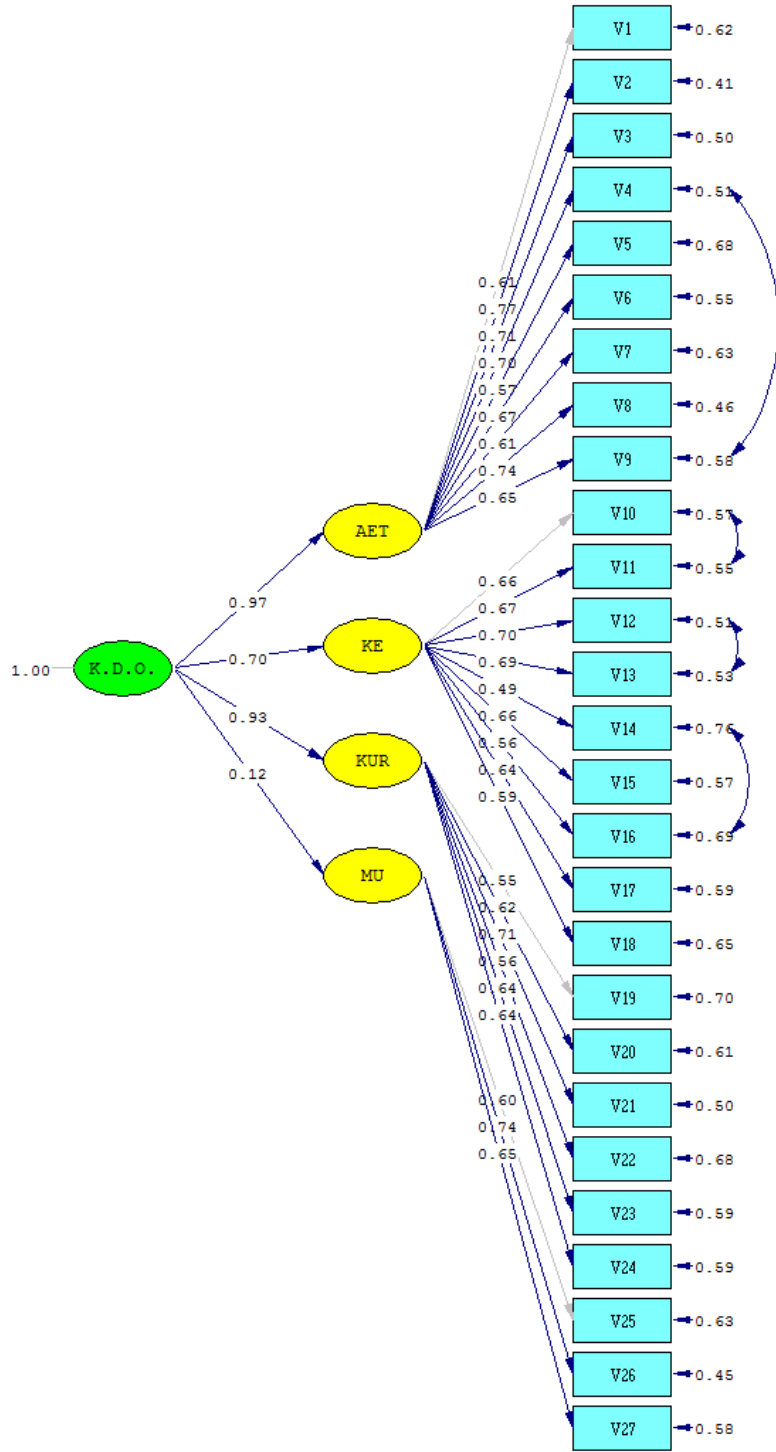 V1 0.62
V2 0.41
V3 0.50
V4 0.51
V5 0.68
0.61
V6 0.55
0.77
0.71
V7 0.63
0.70
0.57
V8 0.46
0.67
0.61
V9 0.58
0.74
0.65
V10 0.57
AET
V11 0.55
0.66
0.97
0.67
V12 0.51
0.70
KE
0.70
0.69
1.00 K.D.O.
V13 0.53
0.49
0.93
0.66
V14 0.76
0.56
KUR
0.12
0.64
V15 0.57
0.59
V16 0.69
MU
0.55
V17 0.59
0.62
0.71
V18 0.65
0.56
0.64
V19 0.70
0.64
V20 0.61
0.60
V21 0.50
0.74
0.65
V22 0.68
V23 0.59
V24 0.59
V25 0.63
V26 0.45
V27 0.58